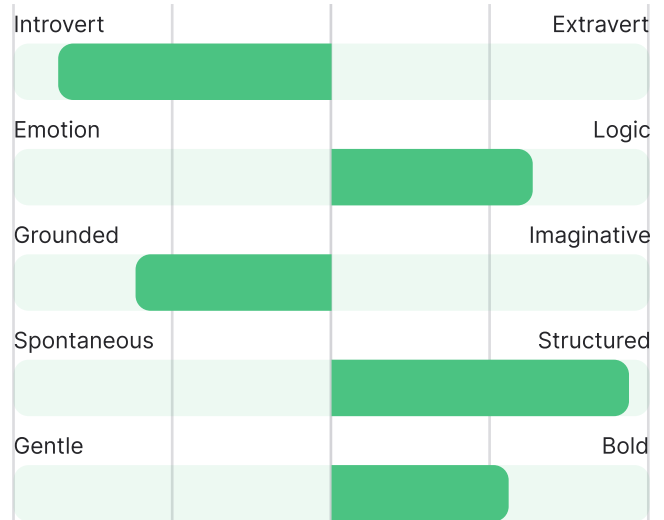 Introvert Extravert
Emotion Logic
Grounded Imaginative
Spontaneous Structured
Gentle Bold